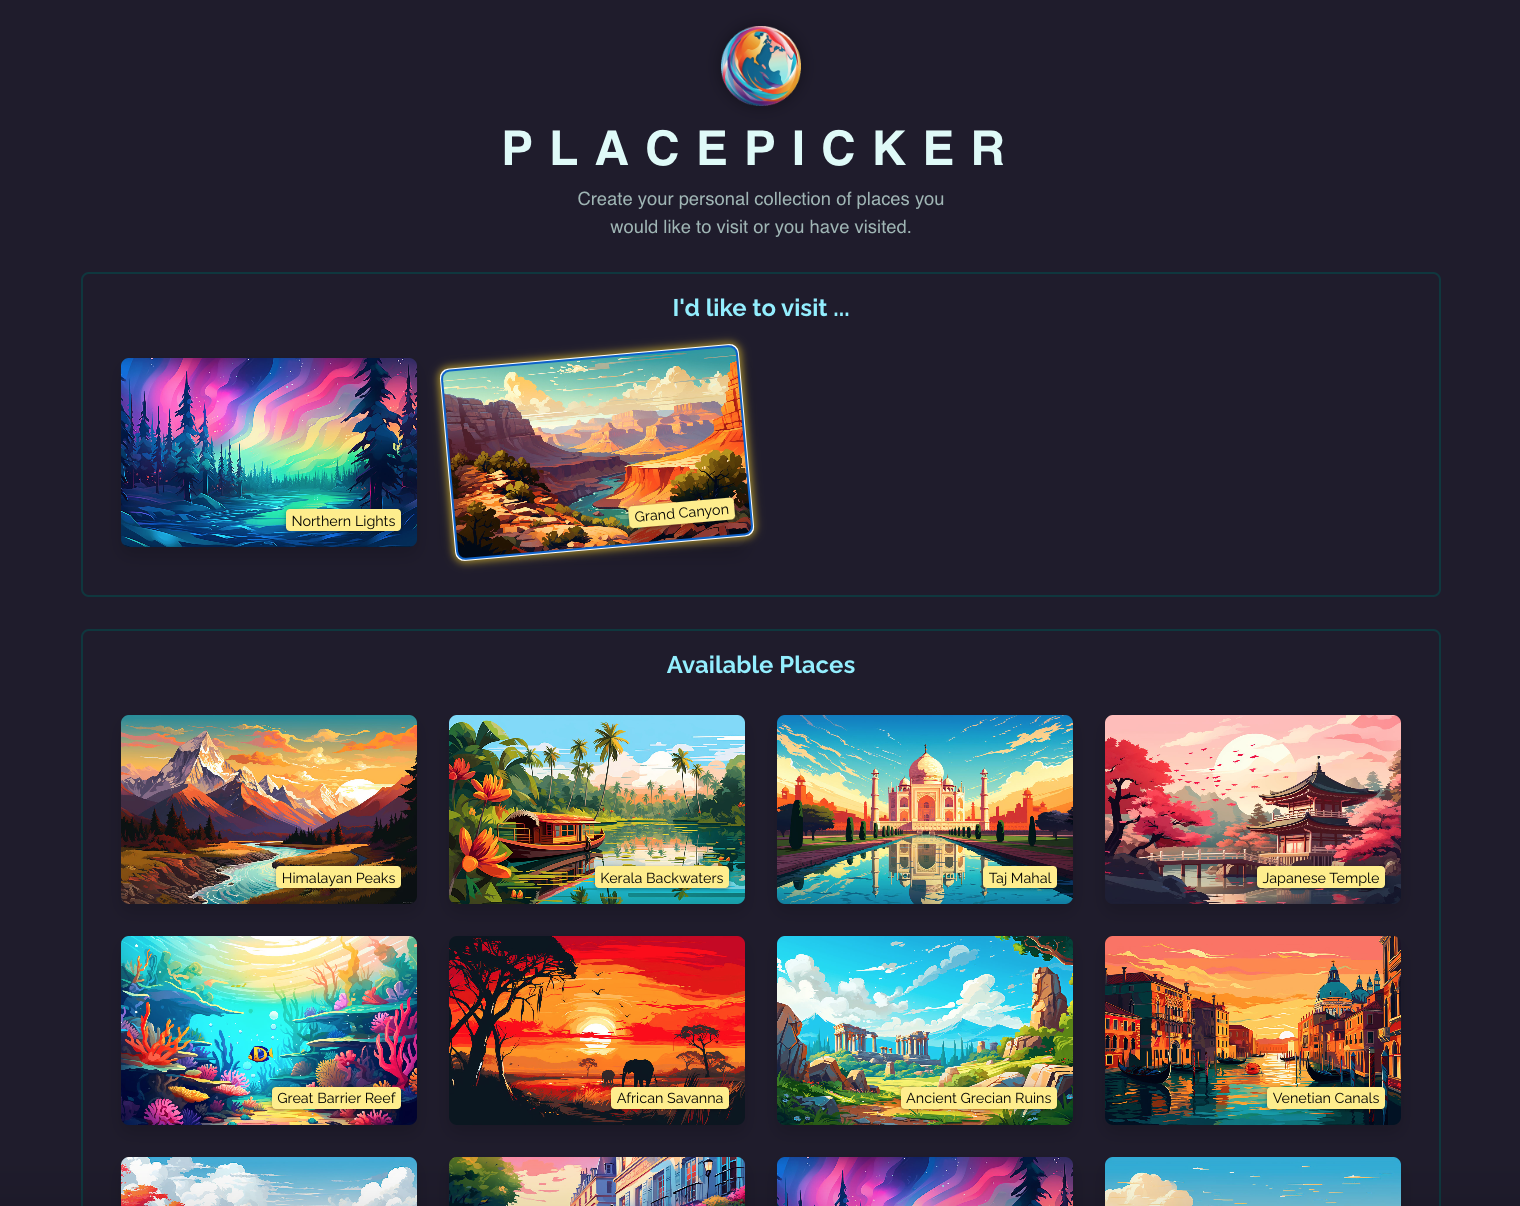 PLACEPICKER
Create your personal collection of places you
would like to visit or you have visited.
I'd like to visit ...
Northern Lights
Grand Canyon
Available Places
Himalayan Peaks
Kerala Backwaters
Taj Mahal
Japanese Temple
Great Barrier Reef
African Savanna
Ancient Grecian Ruins
Venetian Canals